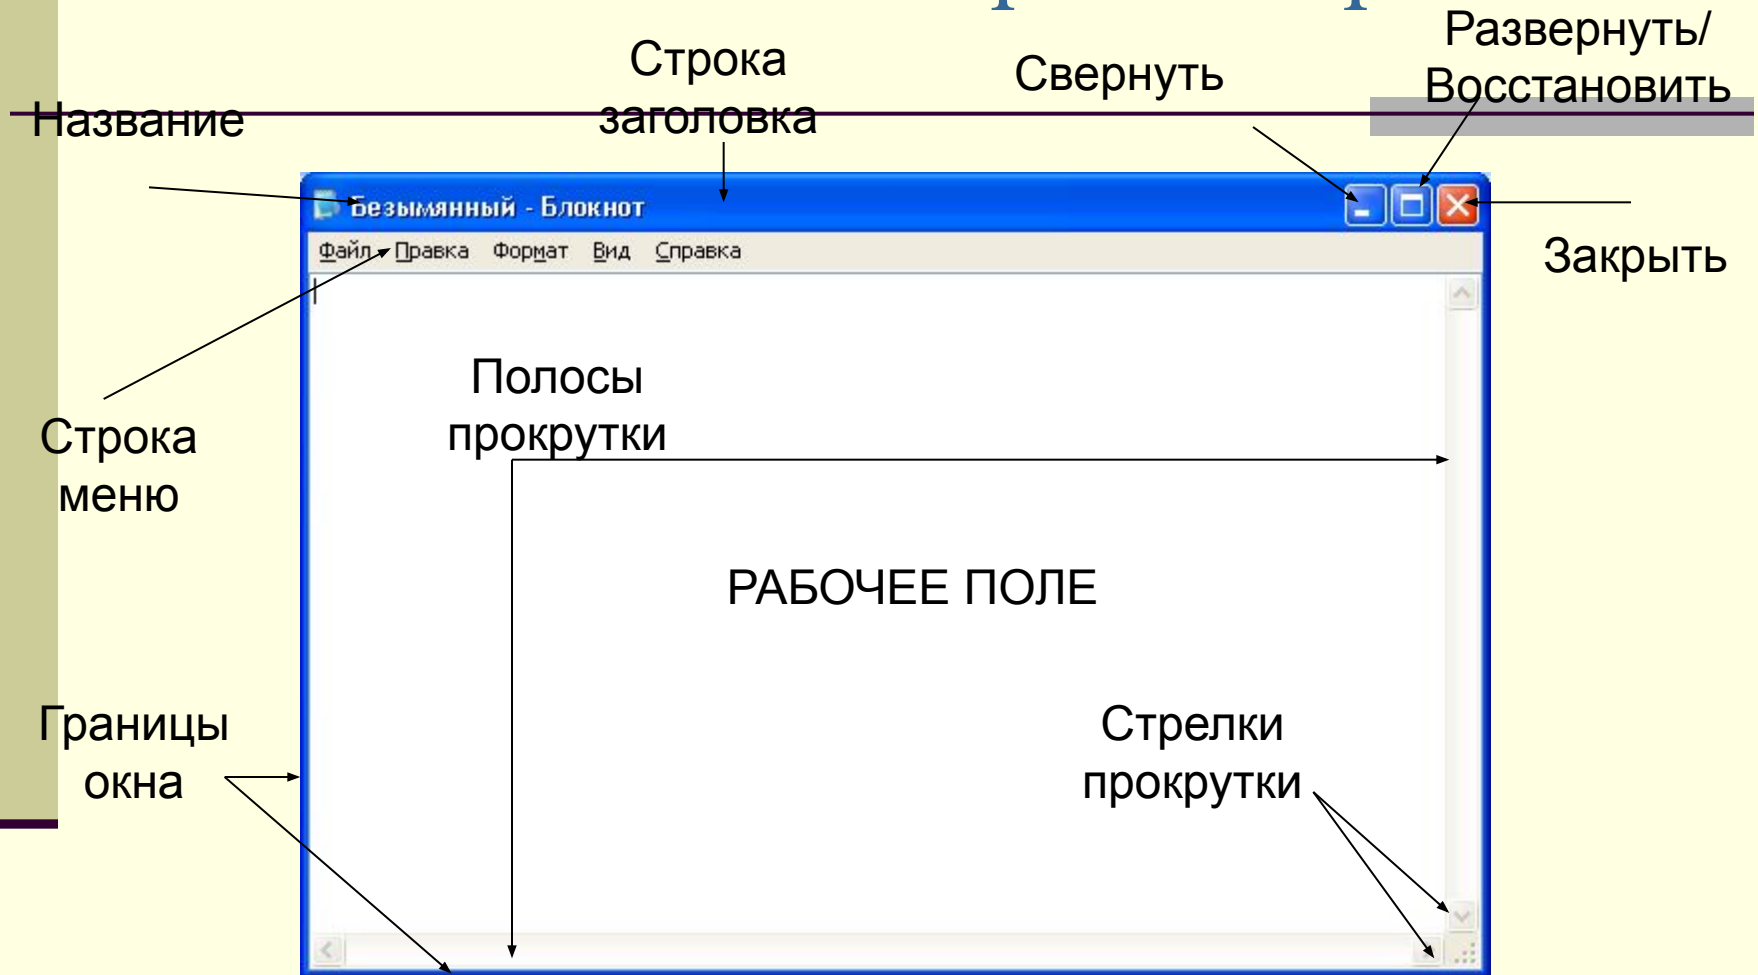 Развернуть/
Восстановить
Строка
заголовка
Свернуть
Название
Безымянный - Блокнот
Файл Правка Формат Вид Справка
Закрыть
Полосы
прокрутки
Строка
меню
РАБОЧЕЕ ПОЛЕ
Границы
окна
Стрелки
прокрутки